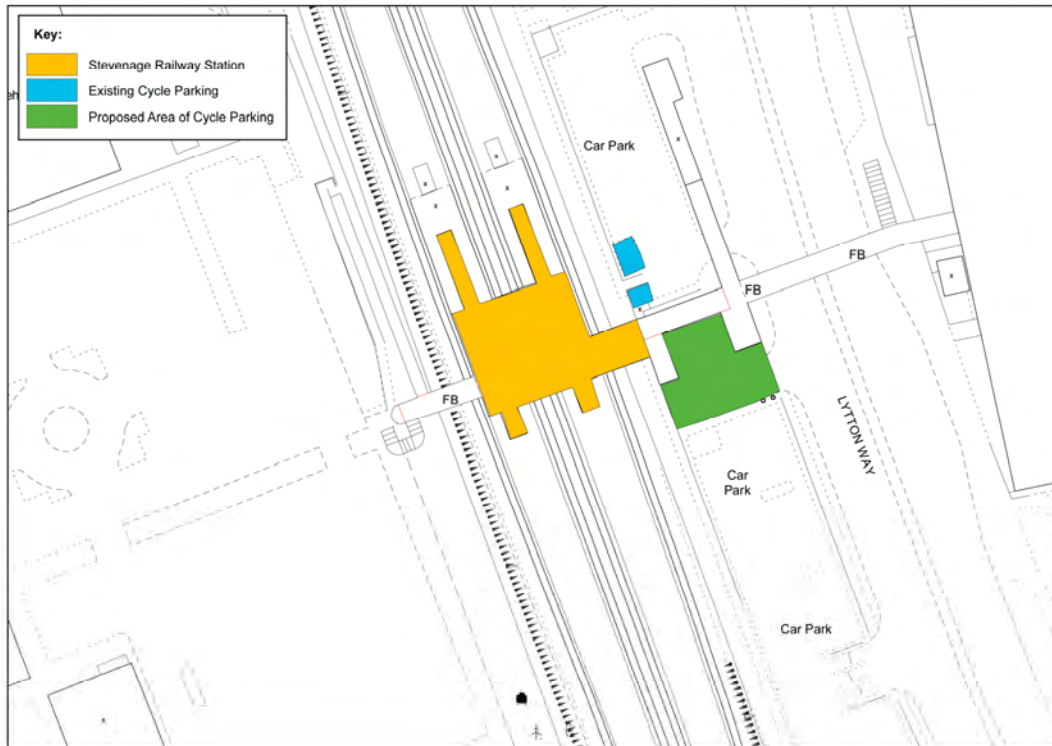 Key:
Stevenage Railway Station
Existing Cycle Parking
Proposed Area of Cycle Parking
Car Park
FB
FB
FB
LYTTON WAY
Car
Park
Car Park